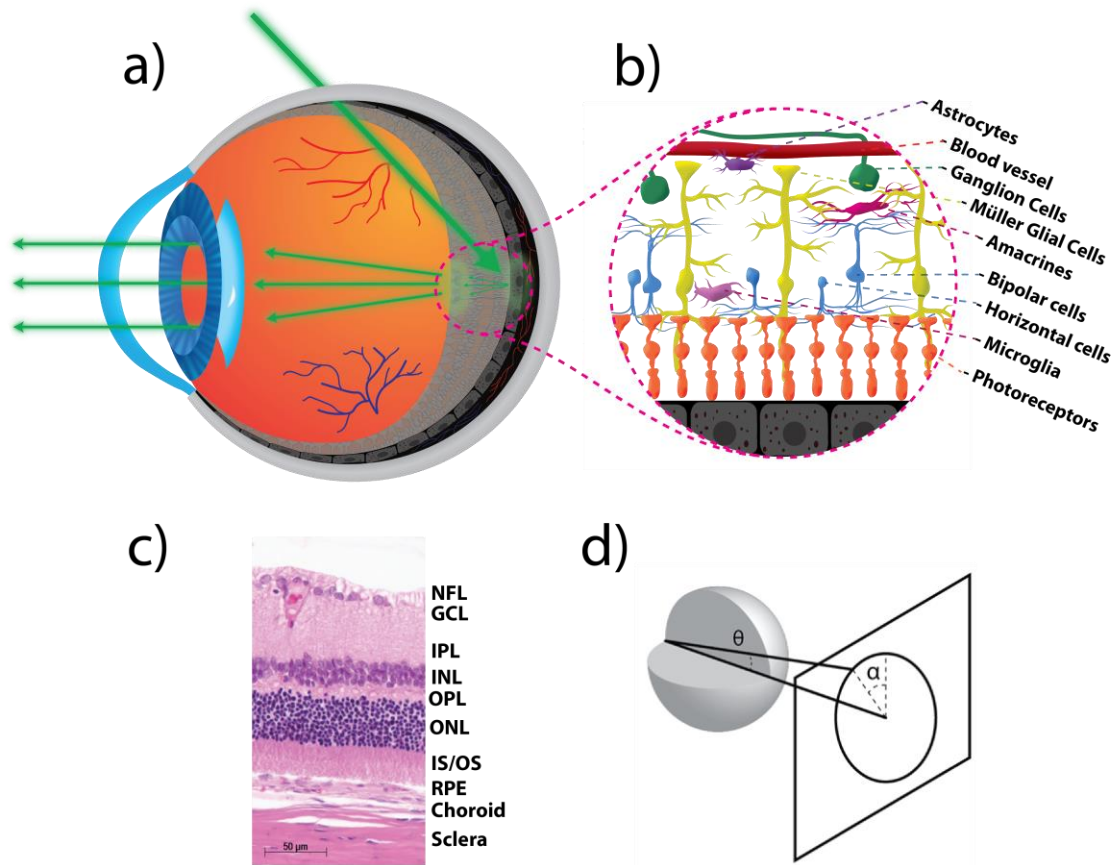 a)
b)
Astrocytes
Blood vessel
Ganglion Cells
Müller Glial Cells
Amacrines
Bipolar cells
Horizontal cells
Microglia
Photoreceptors
c)
NFL
GCL
IPL
INL
OPL
ONL
IS/OS
RPE
Choroid
Sclera
50 μm
d)
θ
α